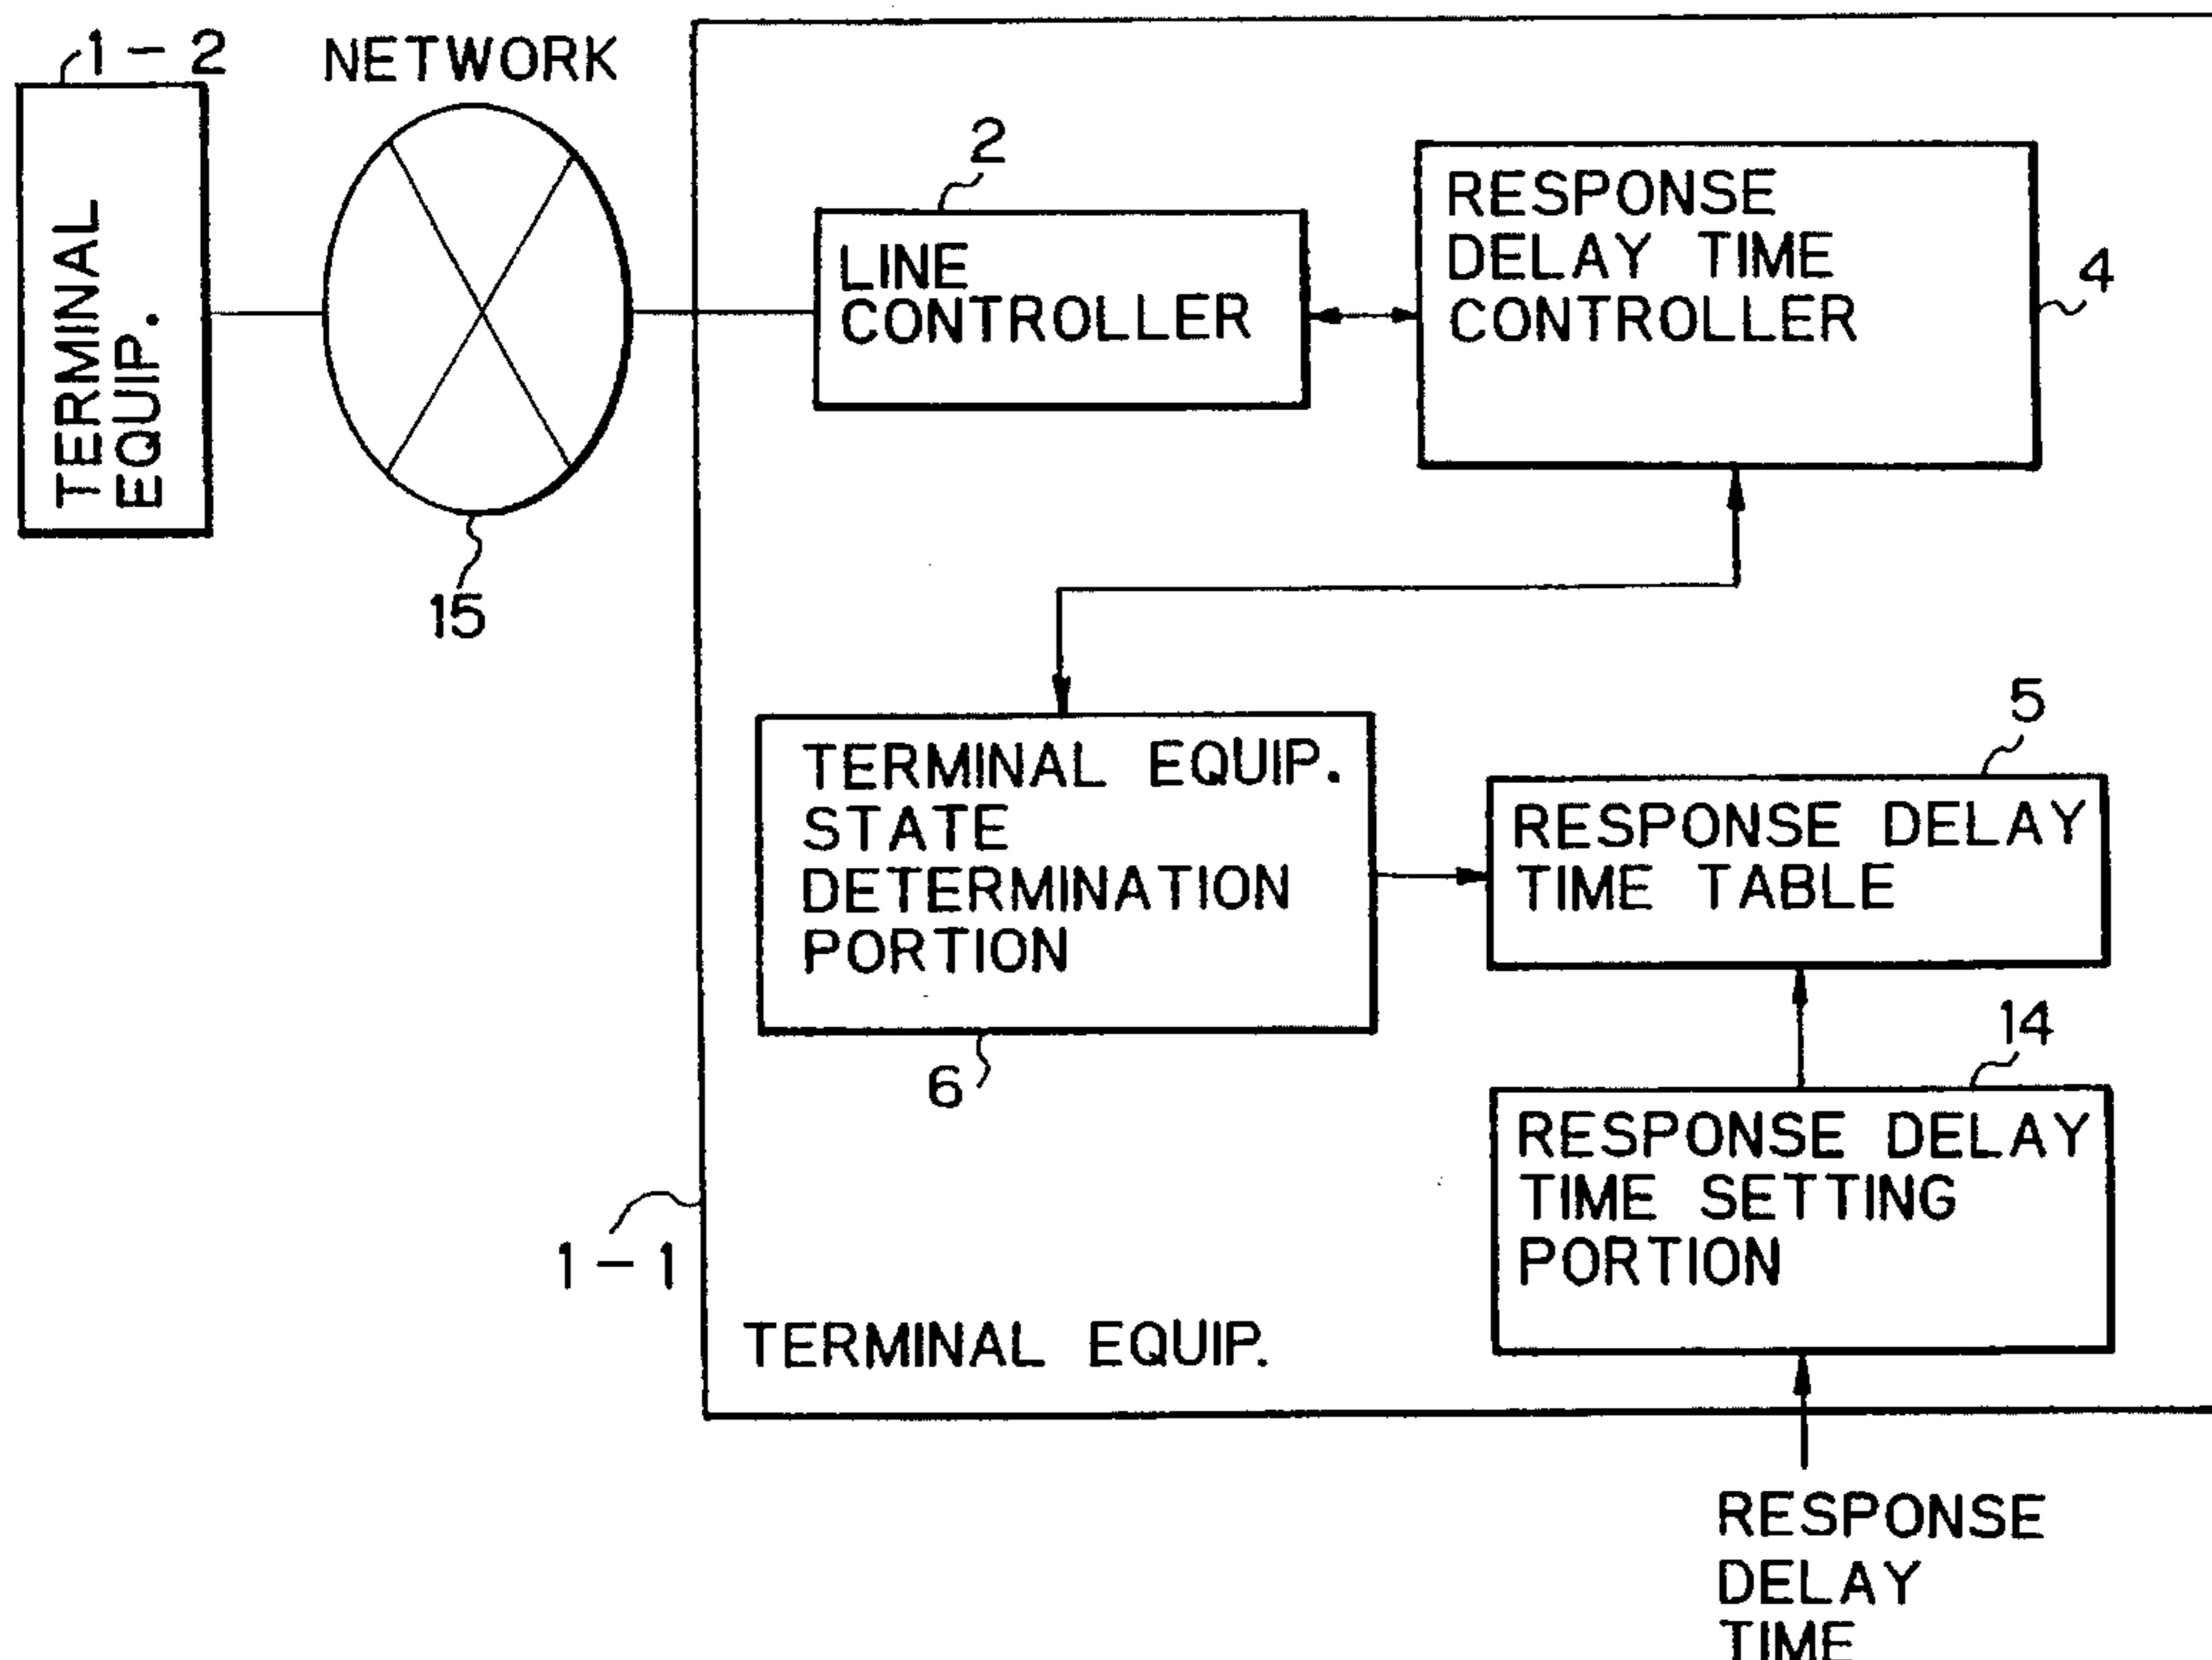 1-2
NETWORK
TERMINAL
EQUIP.
15
2
LINE
CONTROLLER
RESPONSE
DELAY TIME
CONTROLLER
4
TERMINAL EQUIP.
STATE
DETERMINATION
PORTION
6
5
RESPONSE DELAY
TIME TABLE
14
RESPONSE DELAY
TIME SETTING
PORTION
1-1
TERMINAL EQUIP.
RESPONSE
DELAY
TIME